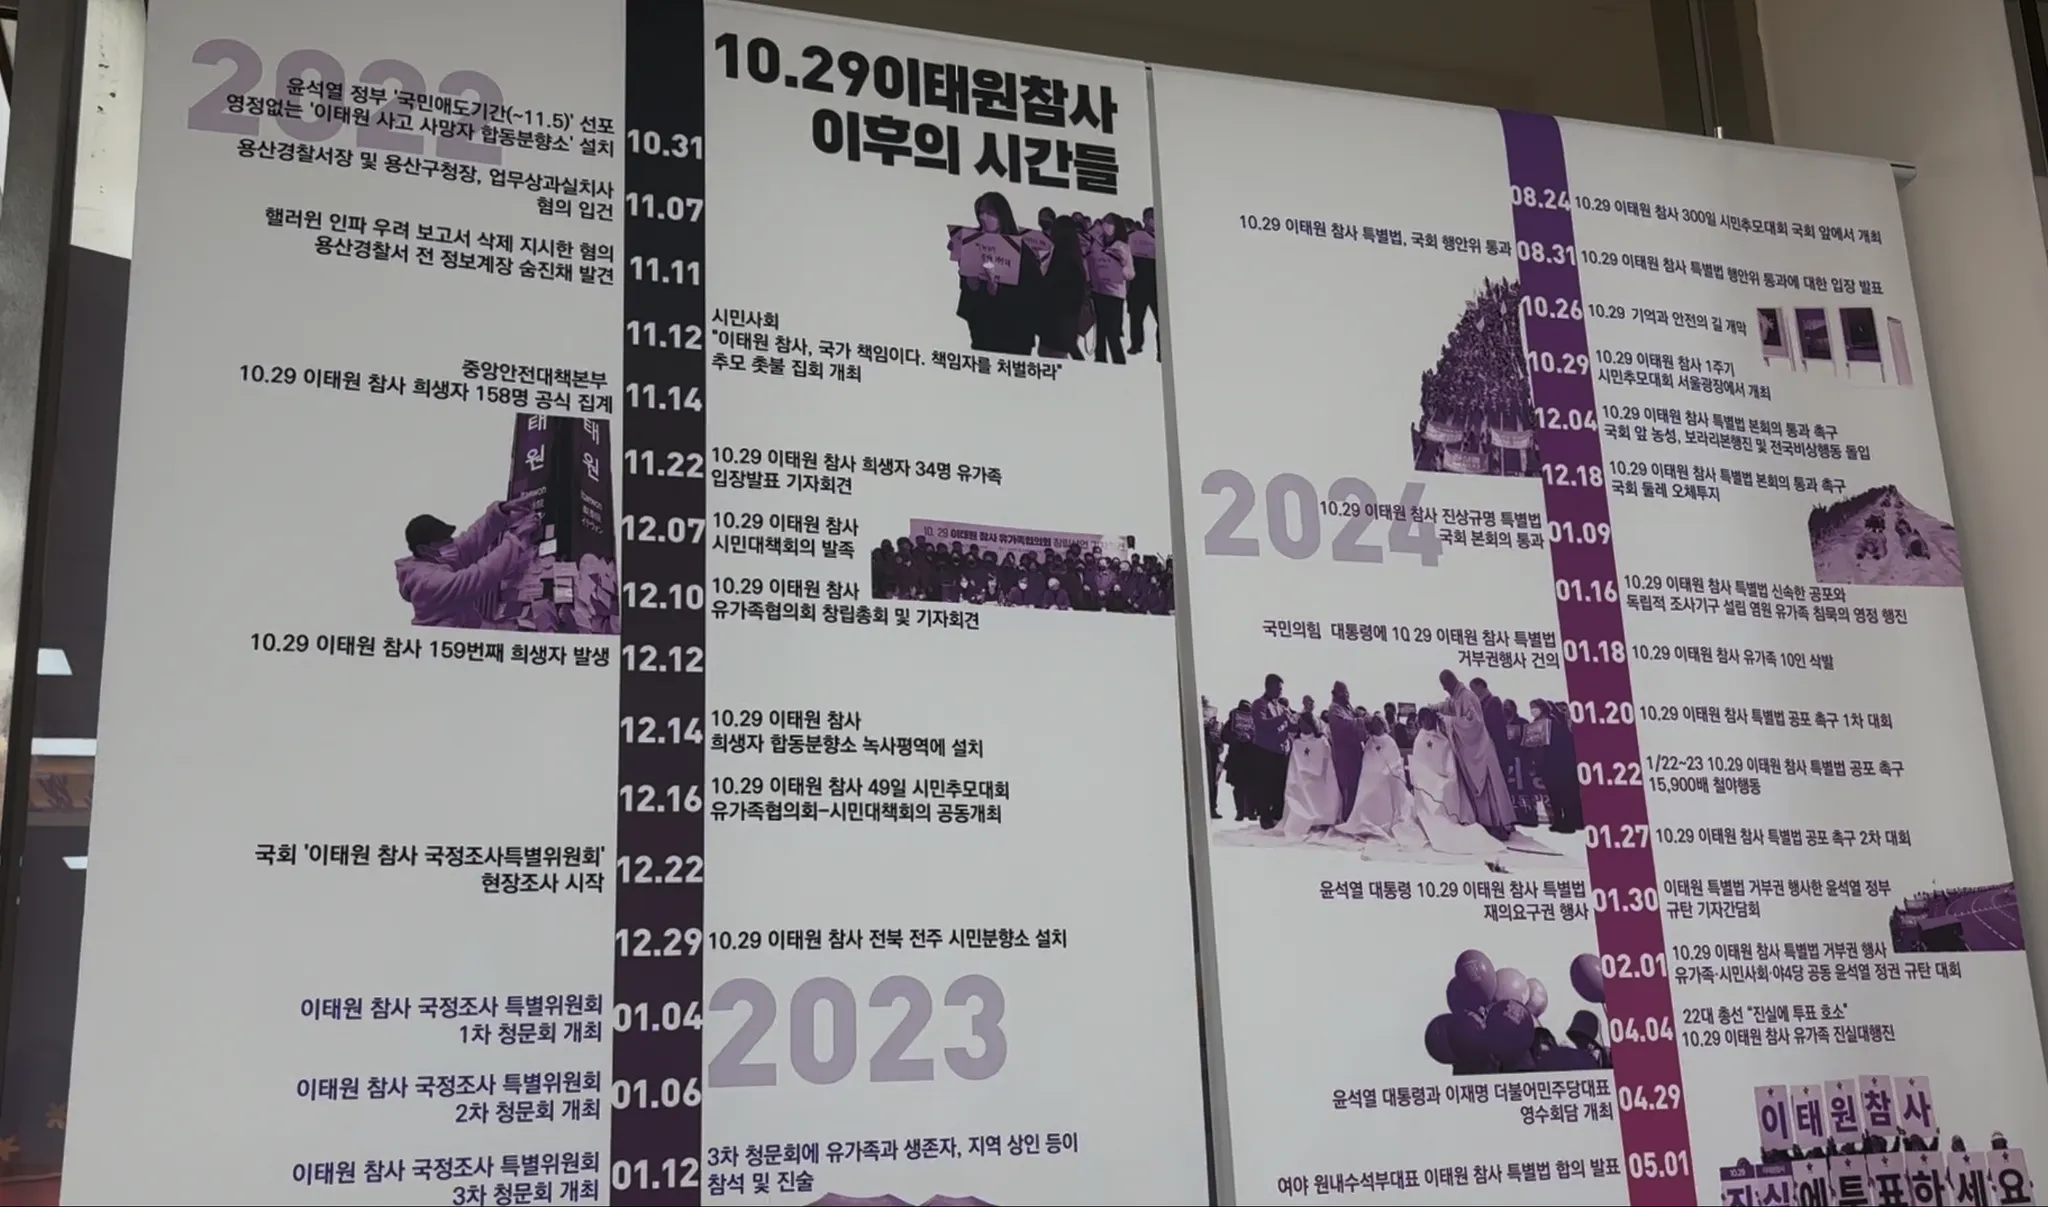 10.29이태원참사
이후의 시간들
2022
윤석열 정부 '국민애도기간(~11.5)' 선포
영정없는 '이태원 사고 사망자 합동분향소' 설치
10.31
용산경찰서장 및 용산구청장, 업무상과실치사
혐의 입건
11.07
핼러윈 인파 우려 보고서 삭제 지시한 혐의
용산경찰서 전 정보계장 숨진채 발견
11.11
11.12
시민사회
"이태원 참사, 국가 책임이다. 책임자를 처벌하라"
추모 촛불 집회 개최
중앙안전대책본부
10.29 이태원 참사 희생자 158명 공식 집계
11.14
태원
태원
11.22
10.29 이태원 참사 희생자 34명 유가족
입장발표 기자회견
12.07
10.29 이태원 참사
시민대책회의 발족
10. 29 이태원 참사 유가족협의회 창립선언 기자회견
12.10
10.29 이태원 참사
유가족협의회 창립총회 및 기자회견
10.29 이태원 참사 159번째 희생자 발생
12.12
12.14
10.29 이태원 참사
희생자 합동분향소 녹사평역에 설치
12.16
10.29 이태원 참사 49일 시민추모대회
유가족협의회-시민대책회의 공동개최
국회 '이태원 참사 국정조사특별위원회'
현장조사 시작
12.22
12.29
10.29 이태원 참사 전북 전주 시민분향소 설치
2023
이태원 참사 국정조사 특별위원회
1차 청문회 개최
01.04
이태원 참사 국정조사 특별위원회
2차 청문회 개최
01.06
이태원 참사 국정조사 특별위원회
3차 청문회 개최
01.12
3차 청문회에 유가족과 생존자, 지역 상인 등이
참석 및 진술
08.24
10.29 이태원 참사 300일 시민추모대회 국회 앞에서 개최
10.29 이태원 참사 특별법, 국회 행안위 통과
08.31
10.29 이태원 참사 특별법 행안위 통과에 대한 입장 발표
10.26
10.29 기억과 안전의 길 개막
10.29
10.29 이태원 참사 1주기
시민추모대회 서울광장에서 개최
12.04
10.29 이태원 참사 특별법 본회의 통과 촉구
국회 앞 농성, 보라리본행진 및 전국비상행동 돌입
12.18
10.29 이태원 참사 특별법 본회의 통과 촉구
국회 둘레 오체투지
2024
10.29 이태원 참사 진상규명 특별법
국회 본회의 통과
01.09
01.16
10.29 이태원 참사 특별법 신속한 공포와
독립적 조사기구 설립 염원 유가족 침묵의 영정 행진
국민의힘 대통령에 10 29 이태원 참사 특별법
거부권행사 건의
01.18
10.29 이태원 참사 유가족 10인 삭발
01.20
10.29 이태원 참사 특별법 공포 촉구 1차 대회
01.22
1/22~23 10.29 이태원 참사 특별법 공포 촉구
15,900배 철야행동
01.27
10.29 이태원 참사 특별법 공포 촉구 2차 대회
윤석열 대통령 10.29 이태원 참사 특별법
재의요구권 행사
01.30
이태원 특별법 거부권 행사한 윤석열 정부
규탄 기자간담회
02.01
10.29 이태원 참사 특별법 거부권 행사
유가족·시민사회·야4당 공동 윤석열 정권 규탄 대회
04.04
22대 총선 "진실에 투표 호소"
10.29 이태원 참사 유가족 진실대행진
윤석열 대통령과 이재명 더불어민주당대표
영수회담 개최
04.29
여야 원내수석부대표 이태원 참사 특별법 합의 발표
05.01
이태원참사
진실에투표하세요